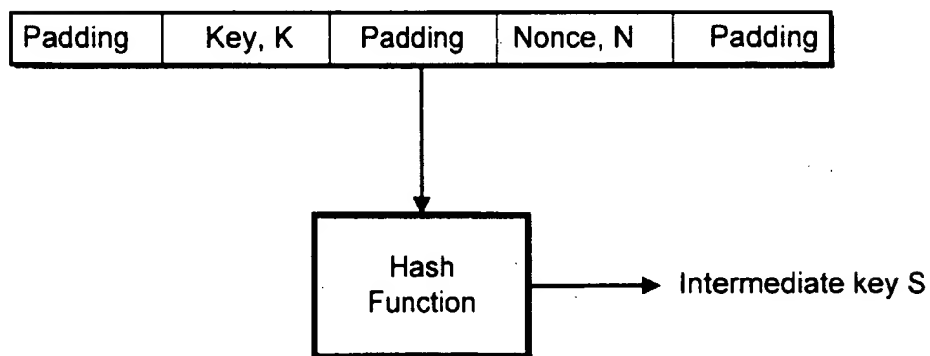 Padding Key, K Padding Nonce, N Padding
Hash
Function
Intermediate key S